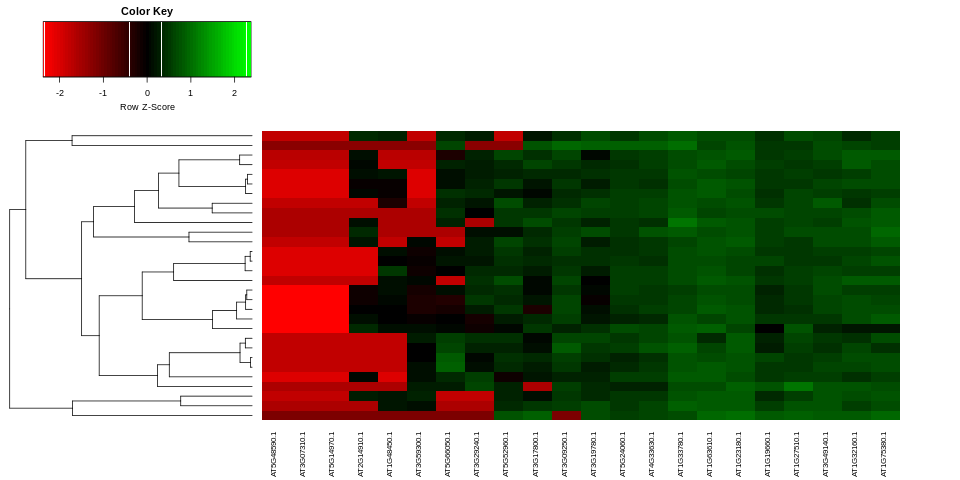 Color Key
-2 -1 0 1 2
Row Z-Score
AT5G48590.1
AT3G07310.1
AT5G14970.1
AT2G14910.1
AT1G48450.1
AT3G59300.1
AT5G66050.1
AT3G29240.1
AT5G52960.1
AT3G17800.1
AT3G09250.1
AT3G19780.1
AT5G24060.1
AT4G33630.1
AT1G33780.1
AT1G63610.1
AT1G23180.1
AT1G19660.1
AT1G27510.1
AT3G49140.1
AT1G32160.1
AT1G75380.1